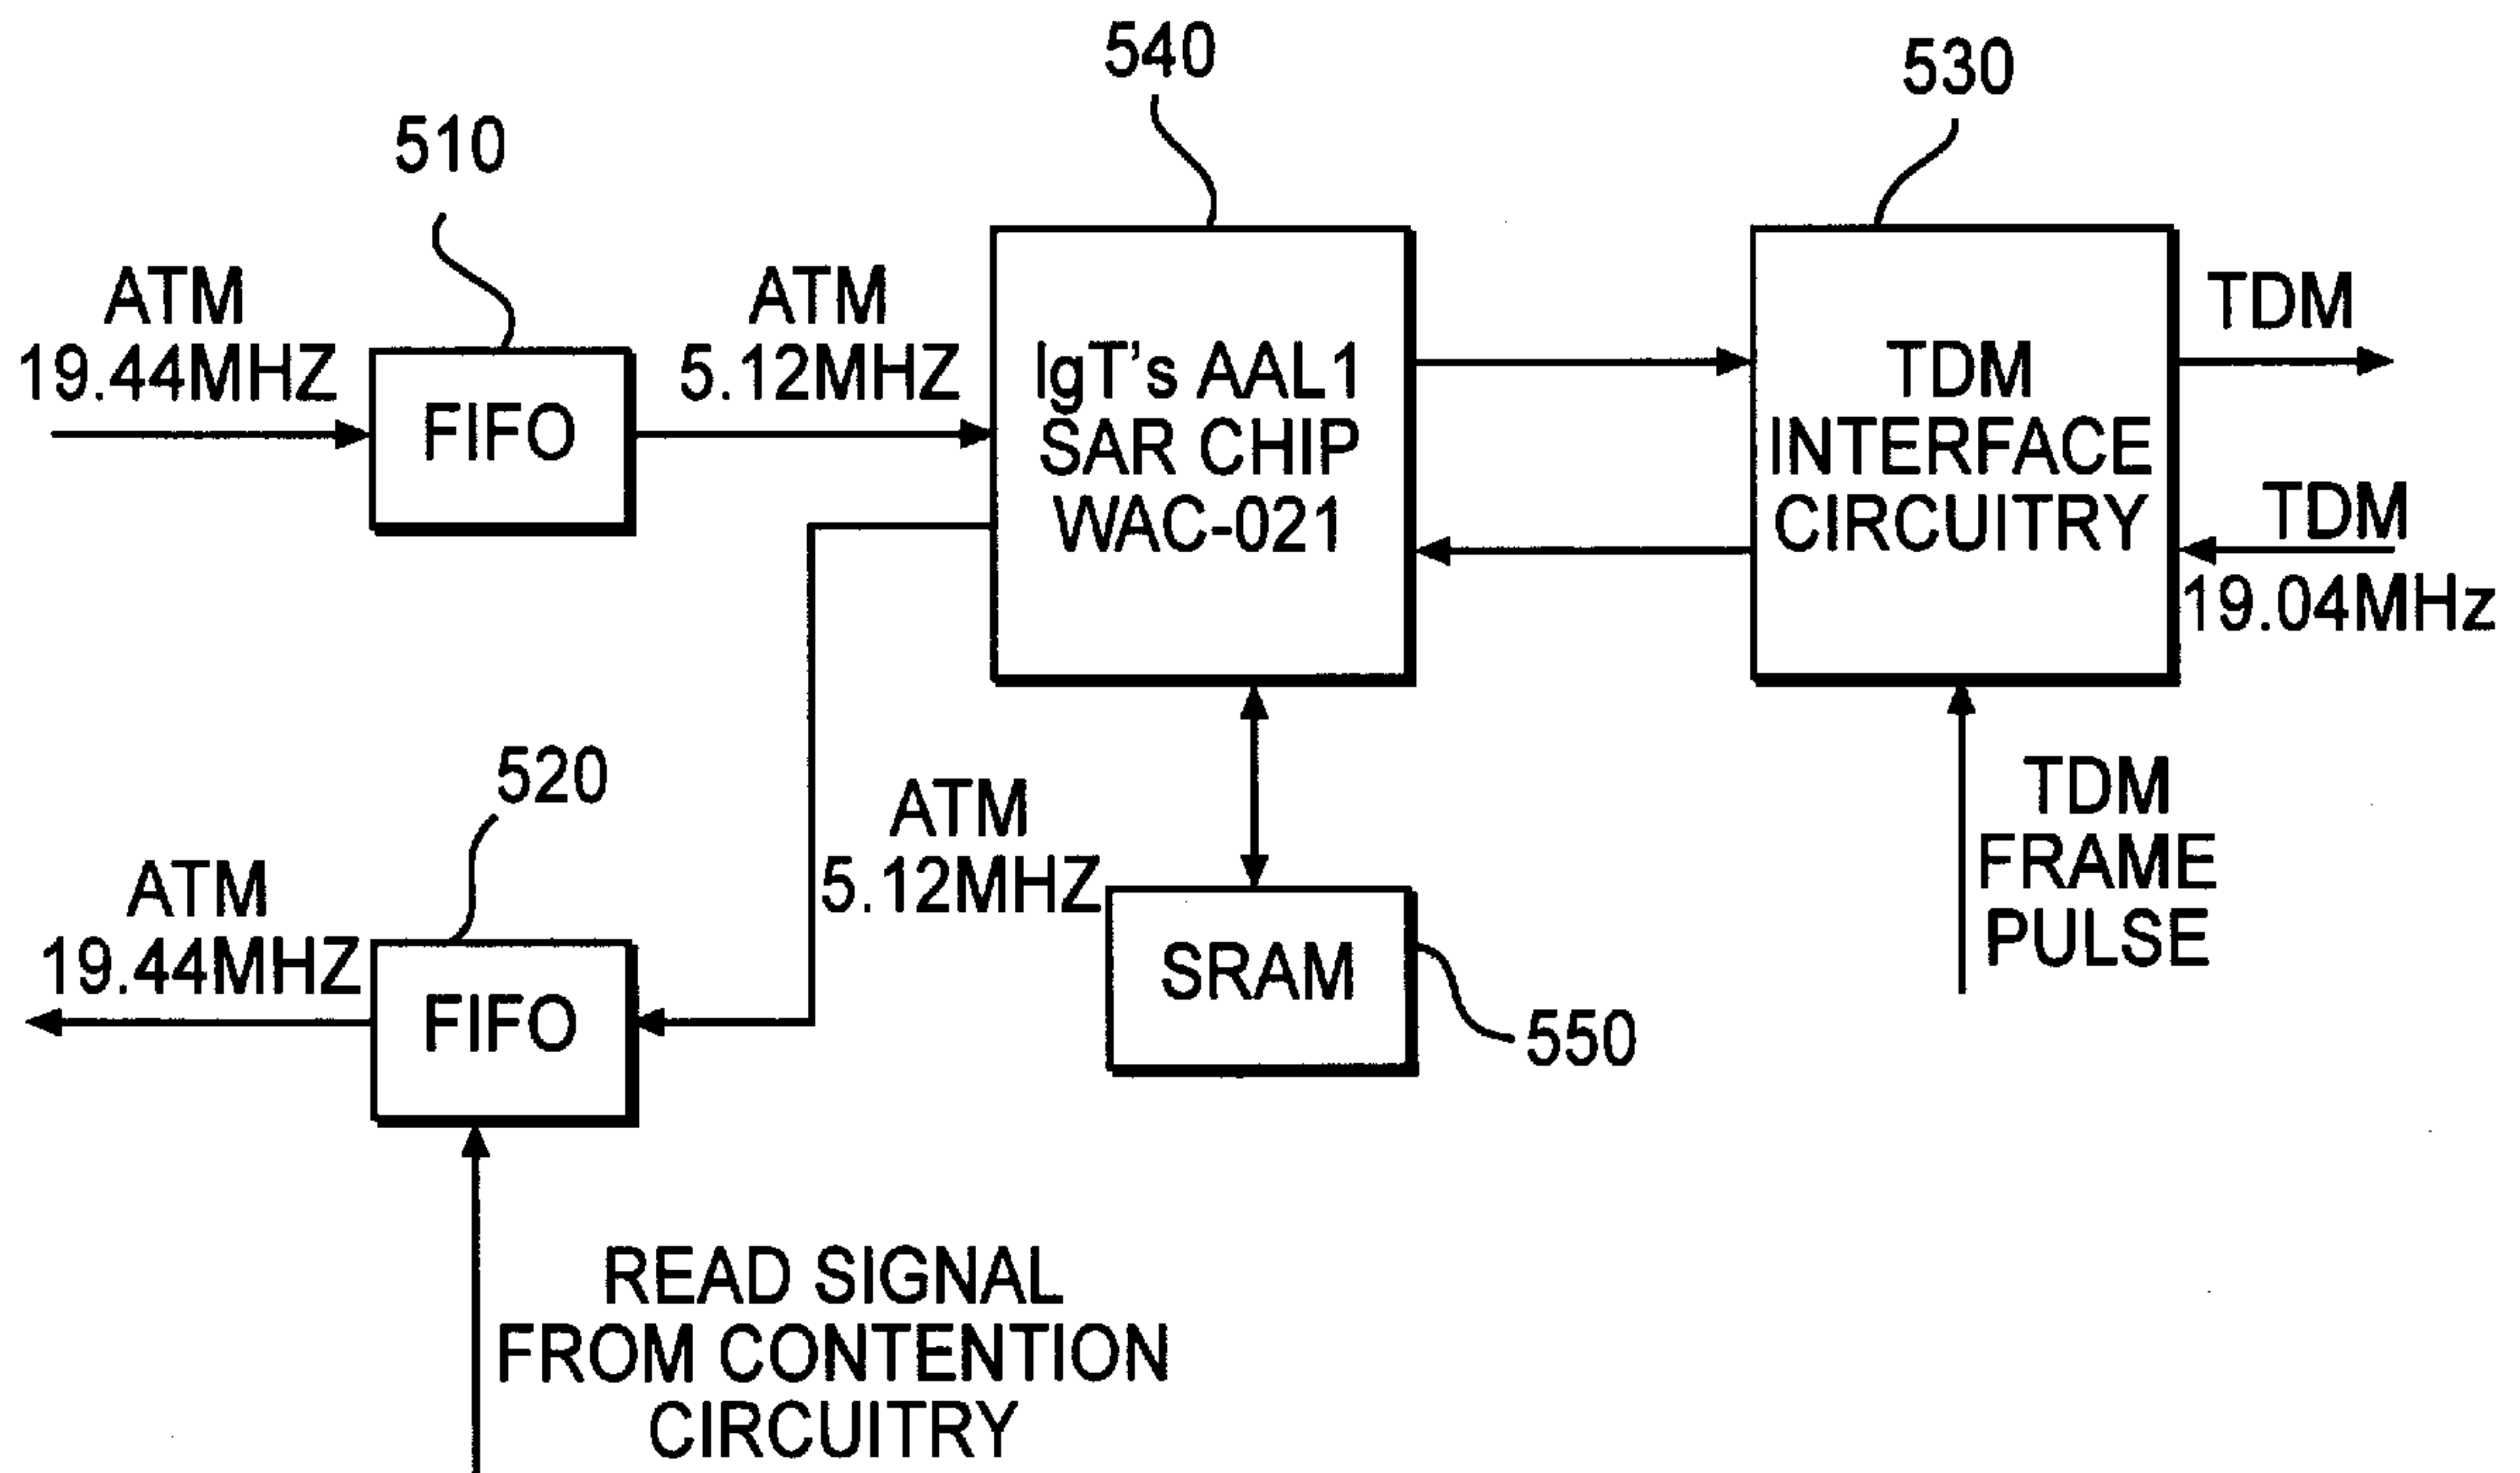 540
530
510
ATM
19.44MHZ
FIFO
ATM
5.12MHZ
IgT's AAL1
SAR CHIP
WAC-021
TDM
INTERFACE
CIRCUITRY
TDM
TDM
19.04MHz
520
ATM
19.44MHZ
FIFO
ATM
5.12MHZ
SRAM
550
TDM
FRAME
PULSE
READ SIGNAL
FROM CONTENTION
CIRCUITRY